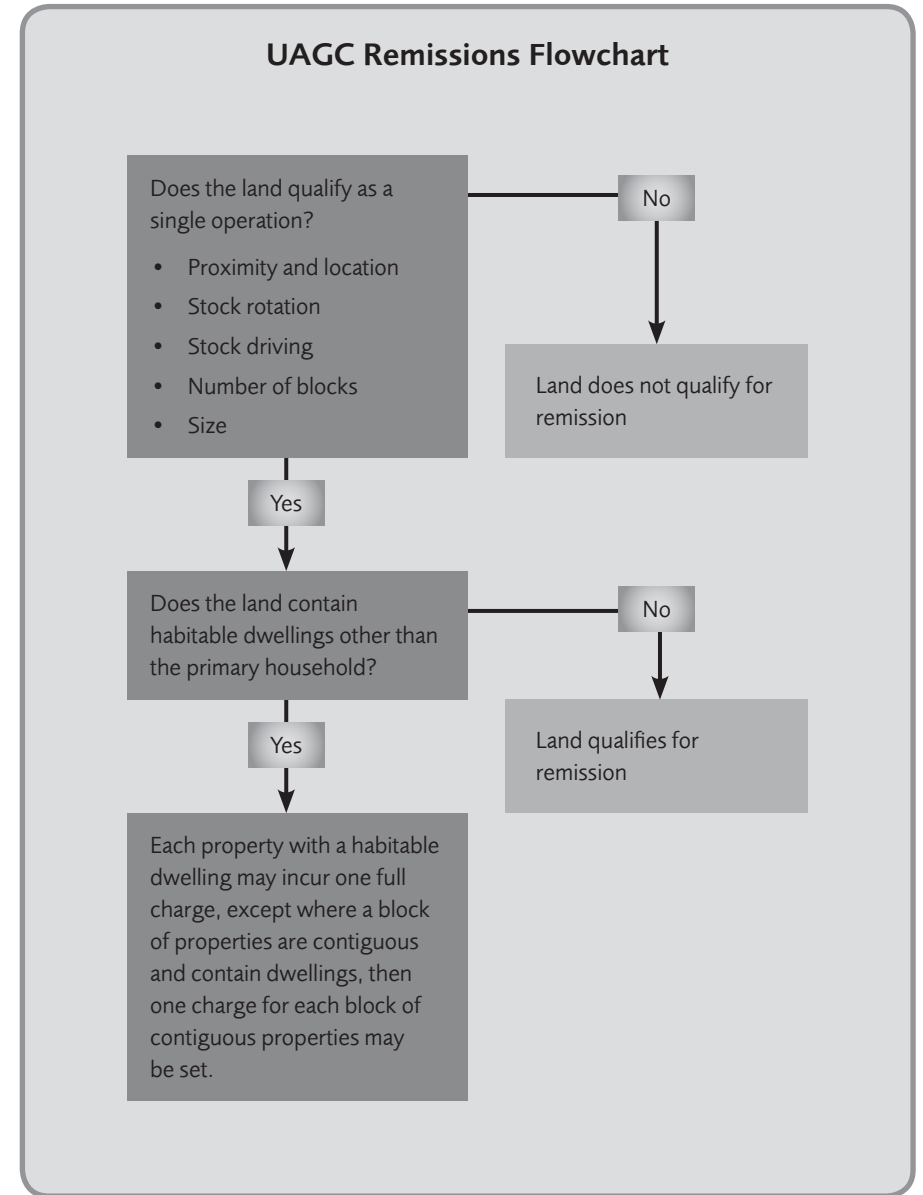 UAGC Remissions Flowchart
Does the land qualify as a
single operation?
• Proximity and location
• Stock rotation
• Stock driving
• Number of blocks
• Size
No
Land does not qualify for
remission
Yes
Does the land contain
habitable dwellings other than
the primary household?
No
Land qualifies for
remission
Yes
Each property with a habitable
dwelling may incur one full
charge, except where a block
of properties are contiguous
and contain dwellings, then
one charge for each block of
contiguous properties may
be set.